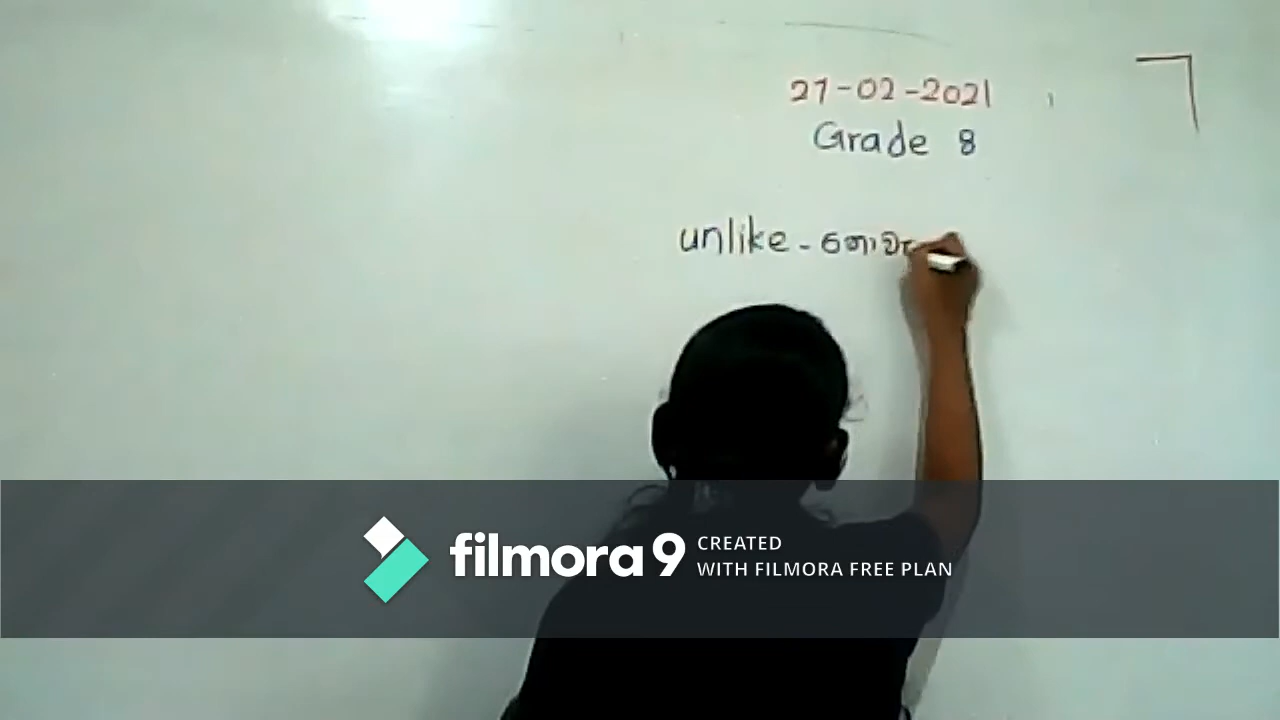 27-02-2021
Grade 8
unlike -
filmora 9 CREATED
WITH FILMORA FREE PLAN